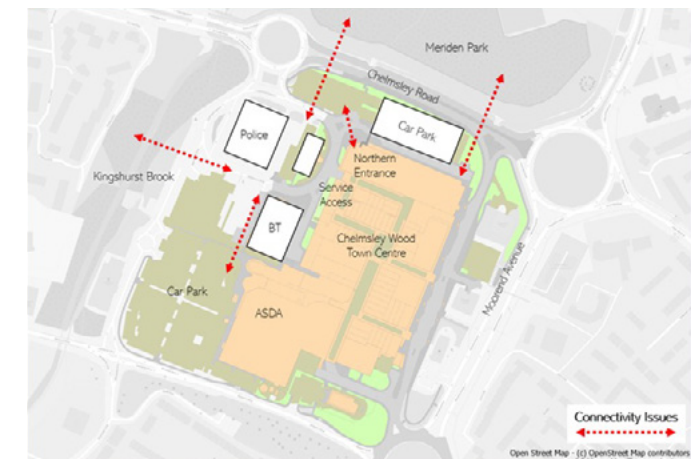 Meriden Park
Chelmsley Road
Car Park
Police
Northern
Entrance
Kingshurst Brook
Service
Access
BT
Chelmsley Wood
Town Centre
Moorend Avenue
Car Park
ASDA
Connectivity Issues
Open Street Map - (c) OpenStreet Map contributors